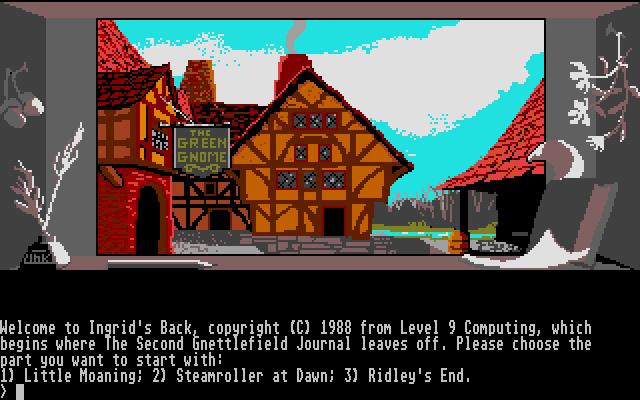 THE
GREEN
GNOME
Ink
Welcome to Ingrid's Back, copyright (C) 1988 from Level 9 Computing, which
begins where The Second Gnettlefield Journal leaves off. Please choose the
part you want to start with:
1) Little Moaning; 2) Steamroller at Dawn; 3) Ridley's End.
>